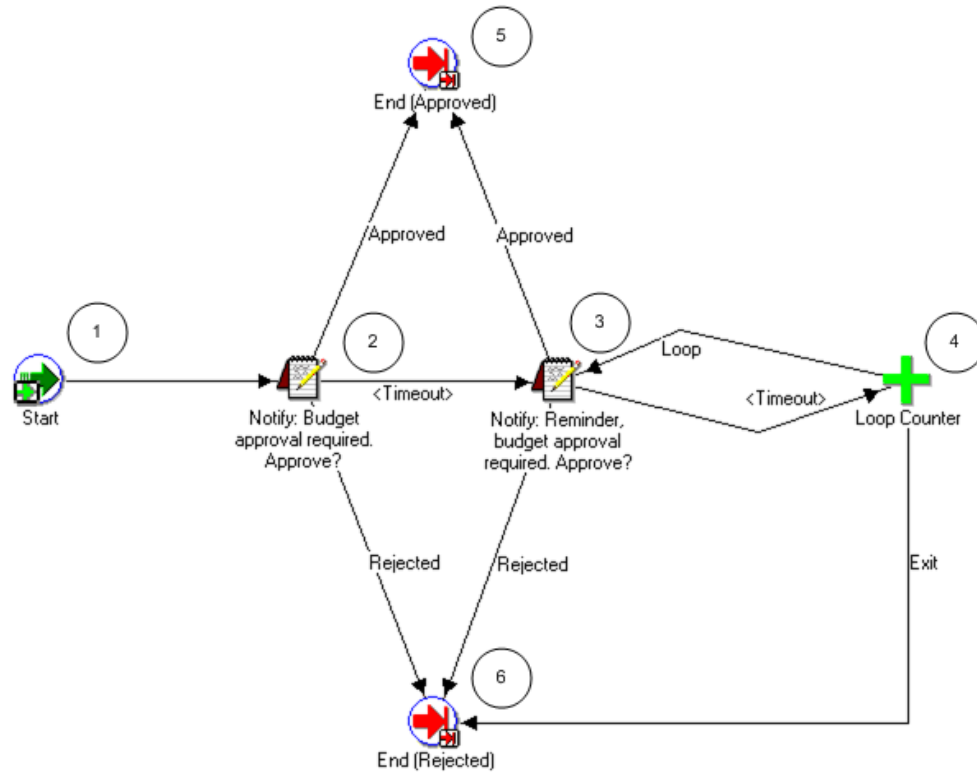 5
End (Approved)
Approved
Approved
1
2
3
4
Loop
<Timeout>
<Timeout>
Start
Notify: Budget
approval required.
Approve?
Notify: Reminder,
budget approval
required. Approve?
Loop Counter
Rejected
Rejected
Exit
6
End (Rejected)